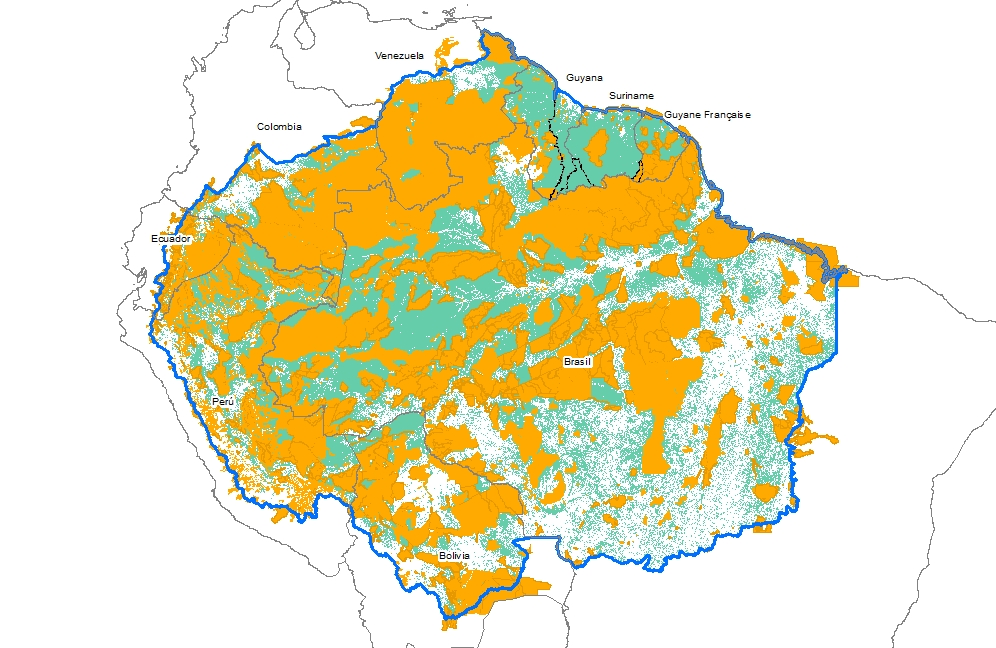 Venezuela
Guyana
Suriname
Guyane Française
Colombia
Ecuador
Brasil
Perú
Bolivia